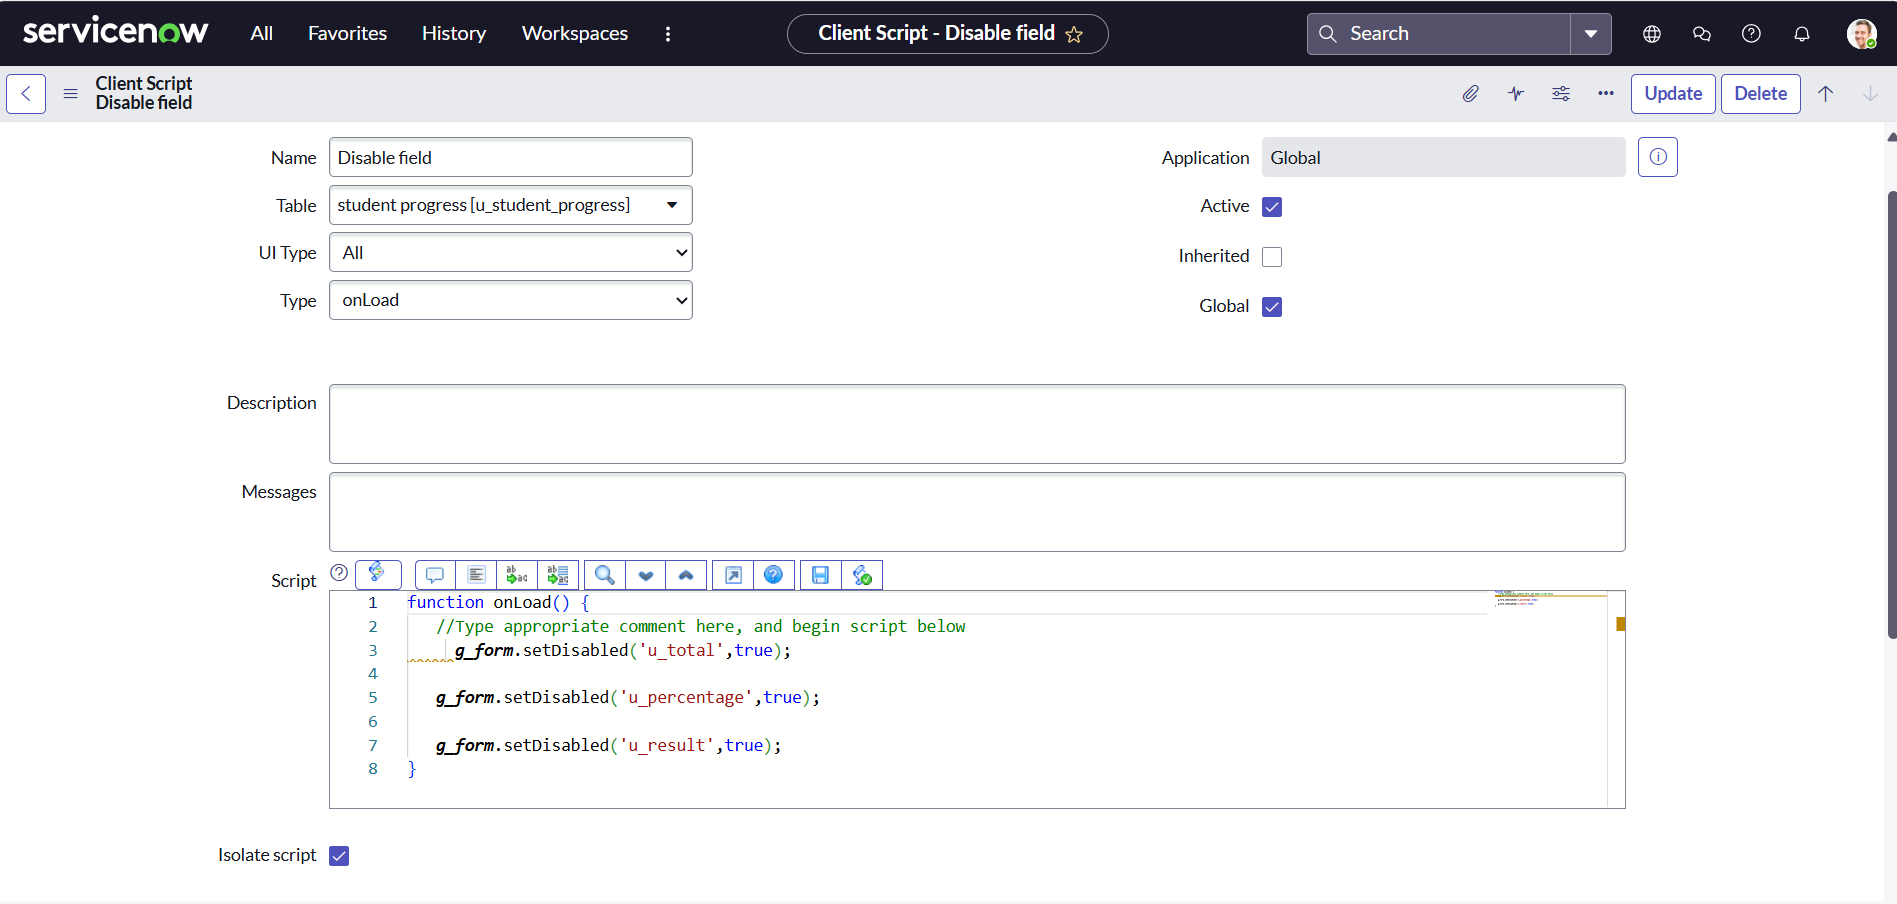 servicenow All Favorites History Workspaces Client Script - Disable field Search
Client Script
Disable field
Update Delete
Name Disable field Application Global
Table student progress [u_student_progress] Active
UI Type All Inherited
Type onLoad Global
Description
Messages
Script
1 function onLoad() {
2 //Type appropriate comment here, and begin script below
3 g_form.setDisabled('u_total',true);
4
5 g_form.setDisabled('u_percentage',true);
6
7 g_form.setDisabled('u_result',true);
8 }
Isolate script